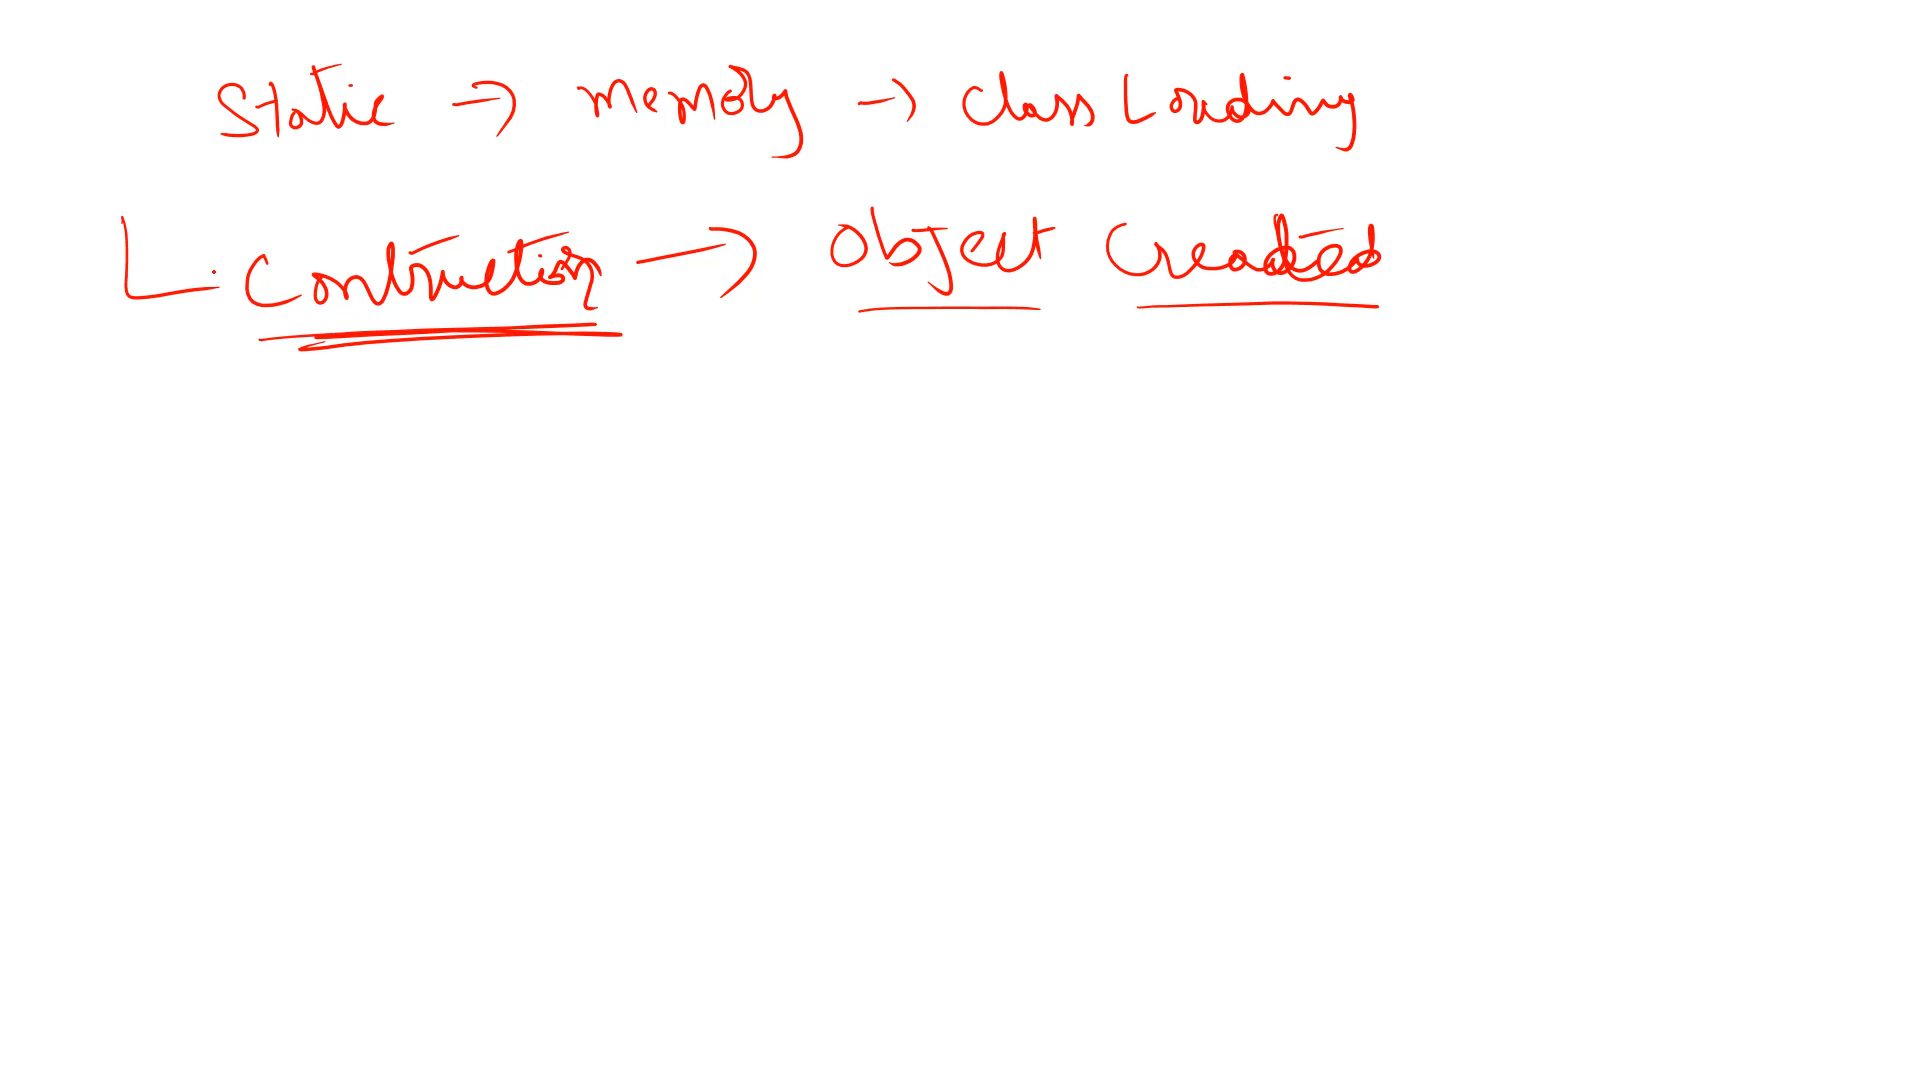 Static → memory → Class Loading
Constructor → Object Created